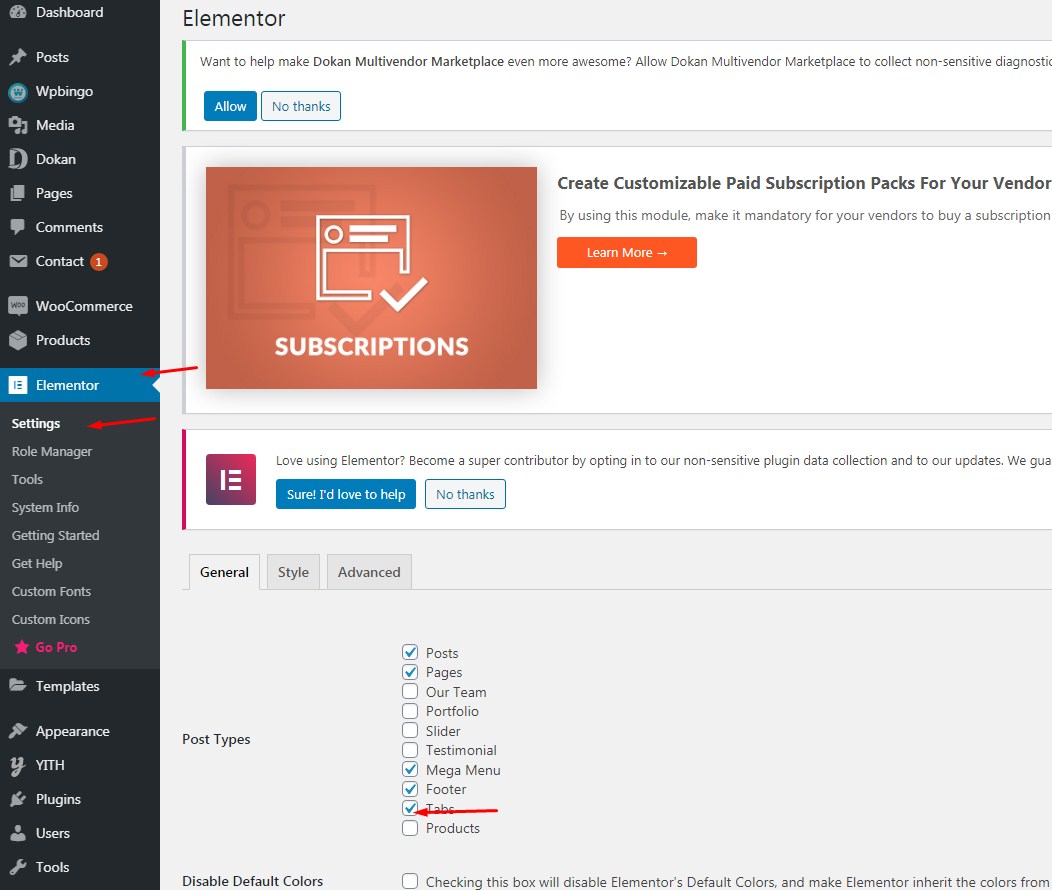 Dashboard
Posts
Wpbingo
Media
Dokan
Pages
Comments
Contact 1
WOO WooCommerce
Products
Elementor
Settings
Role Manager
Tools
System Info
Getting Started
Get Help
Custom Fonts
Custom Icons
Go Pro
Templates
Appearance
YITH
Plugins
Users
Tools
Elementor
Want to help make Dokan Multivendor Marketplace even more awesome? Allow Dokan Multivendor Marketplace to collect non-sensitive diagnostic
Allow No thanks
SUBSCRIPTIONS
Create Customizable Paid Subscription Packs For Your Vendor
By using this module, make it mandatory for your vendors to buy a subscription
Learn More →
Love using Elementor? Become a super contributor by opting in to our non-sensitive plugin data collection and to our updates. We gua
Sure! I'd love to help No thanks
General Style Advanced
Post Types
Posts
Pages
Our Team
Portfolio
Slider
Testimonial
Mega Menu
Footer
Tabs
Products
Disable Default Colors
Checking this box will disable Elementor's Default Colors, and make Elementor inherit the colors from